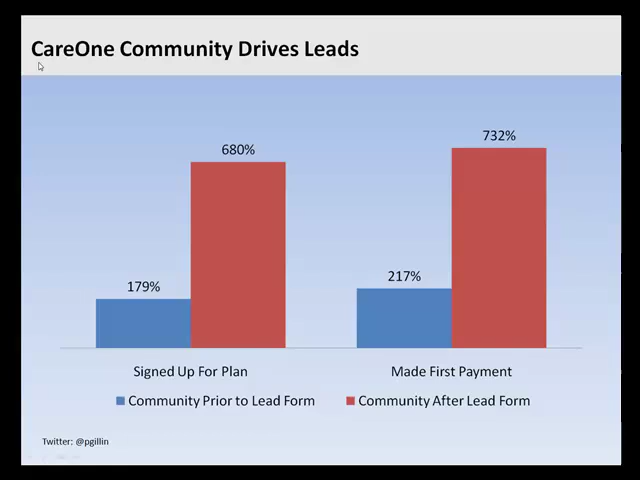 CareOne Community Drives Leads
732%
680%
217%
179%
Signed Up For Plan Made First Payment
Community Prior to Lead Form Community After Lead Form
Twitter: @pgillin